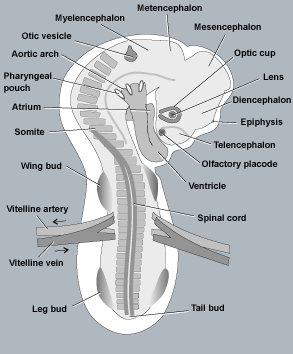 Metencephalon
Myelencephalon
Mesencephalon
Otic vesicle
Optic cup
Aortic arch
Lens
Pharyngeal
pouch
Diencephalon
Atrium
Epiphysis
Somite
Telencephalon
Olfactory placode
Wing bud
Ventricle
Vitelline artery
Spinal cord
Vitelline vein
Leg bud
Tail bud